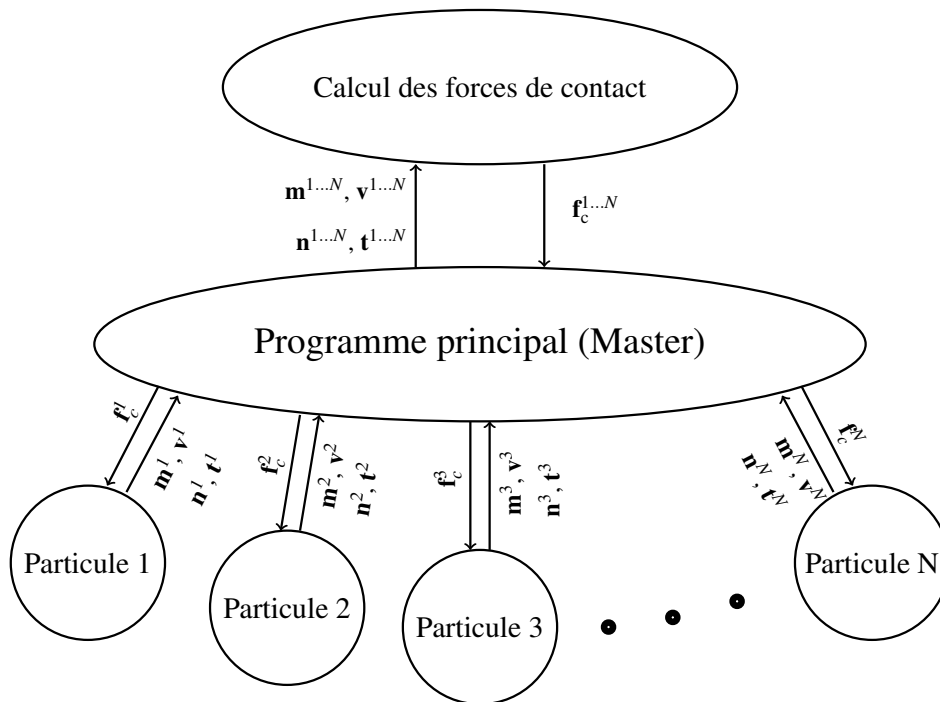 Calcul des forces de contact
m^{1...N}, v^{1...N}
n^{1...N}, t^{1...N}
f_c^{1...N}
Programme principal (Master)
f_c^1
m^1, v^1
n^1, t^1
f_c^2
m^2, v^2
n^2, t^2
f_c^3
m^3, v^3
n^3, t^3
f_c^N
m^N, v^N
n^N, t^N
Particule 1
Particule 2
Particule 3
Particule N